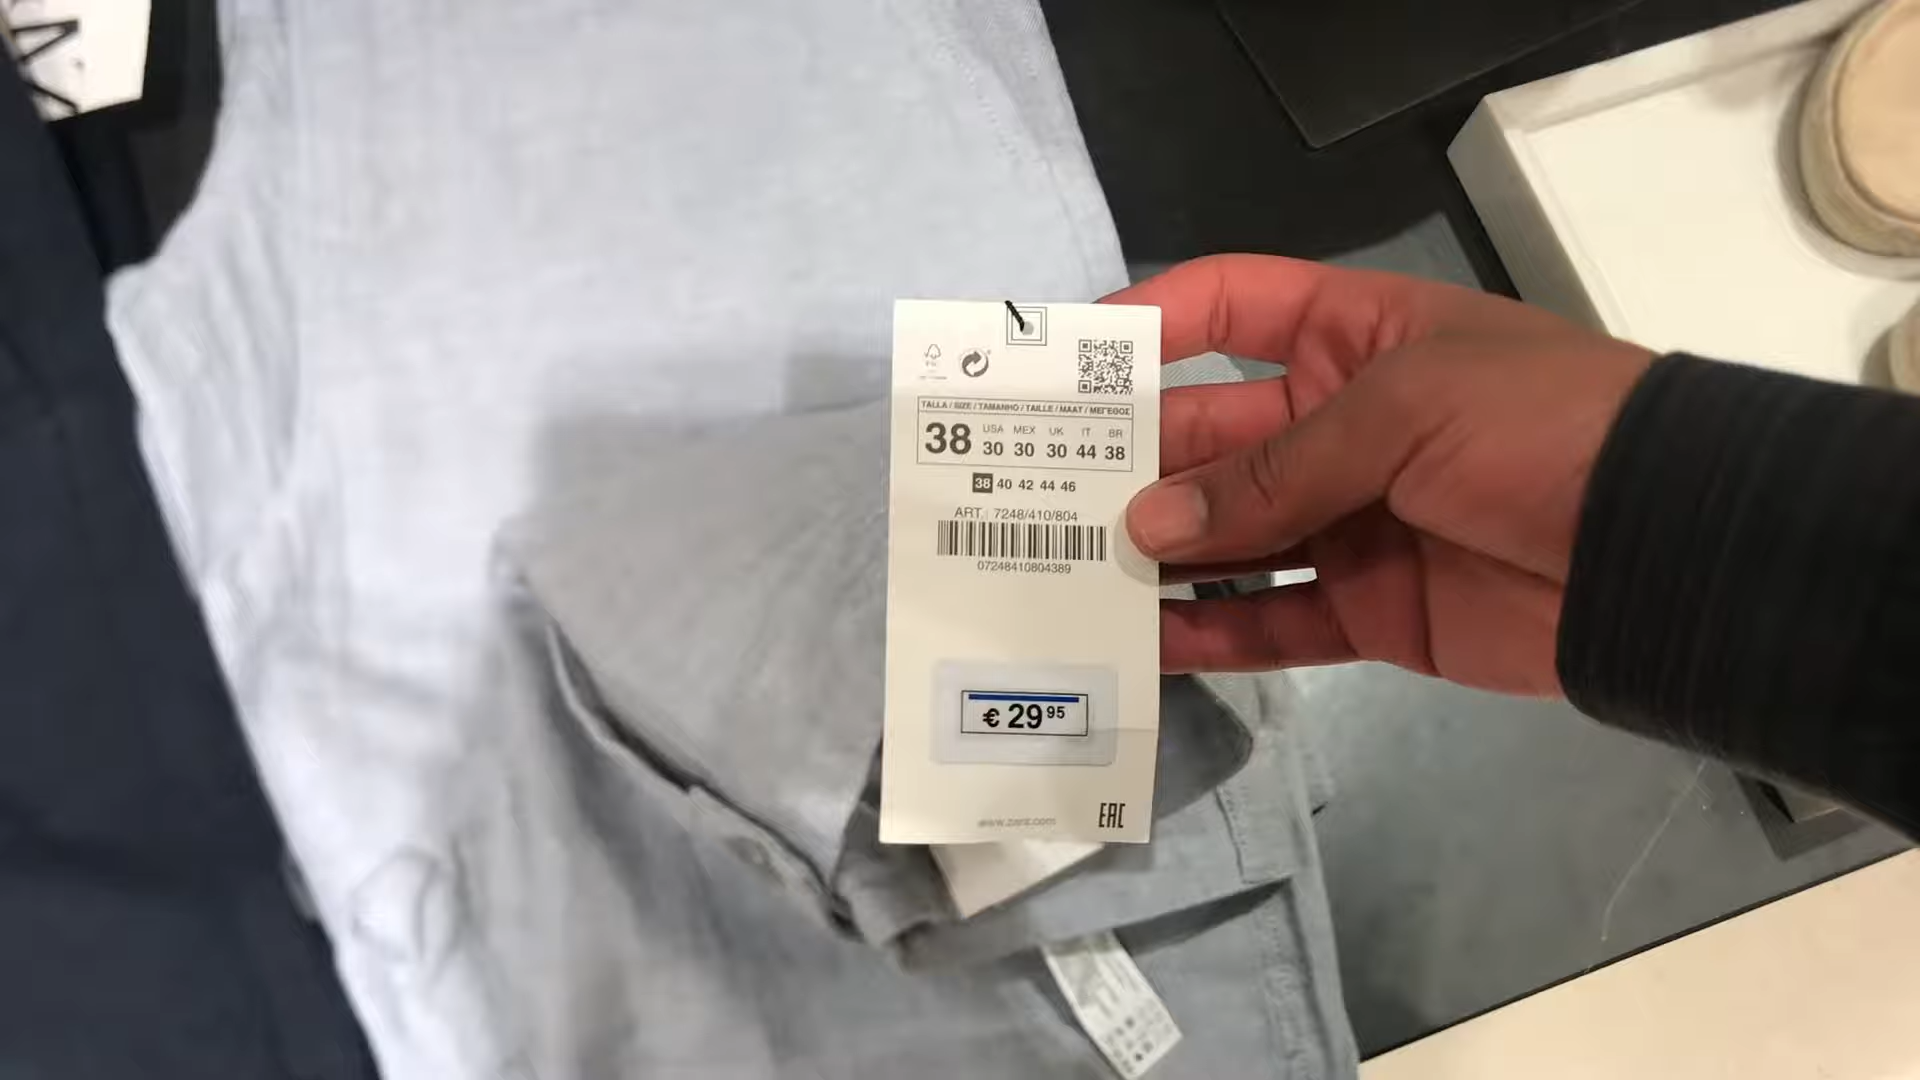 TALLA / SIZE / TAMANHO / TAILLE / MAAT / ΜΕΓΕΘΟΣ
38 USA 30 MEX 30 UK 30 IT 44 BR 38
38 40 42 44 46
ART. 7248/410/804
07248410804389
€ 29 95
www.zara.com
EAC